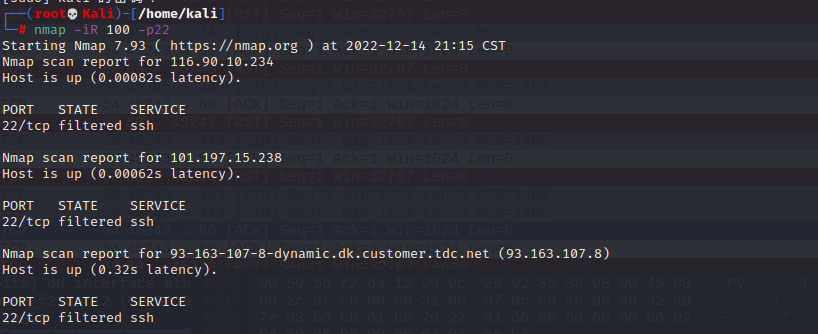 (root💀Kali)-[/home/kali]
# nmap -iR 100 -p22
Starting Nmap 7.93 ( https://nmap.org ) at 2022-12-14 21:15 CST
Nmap scan report for 116.90.10.234
Host is up (0.00082s latency).
PORT STATE SERVICE
22/tcp filtered ssh
Nmap scan report for 101.197.15.238
Host is up (0.00062s latency).
PORT STATE SERVICE
22/tcp filtered ssh
Nmap scan report for 93-163-107-8-dynamic.dk.customer.tdc.net (93.163.107.8)
Host is up (0.32s latency).
PORT STATE SERVICE
22/tcp filtered ssh